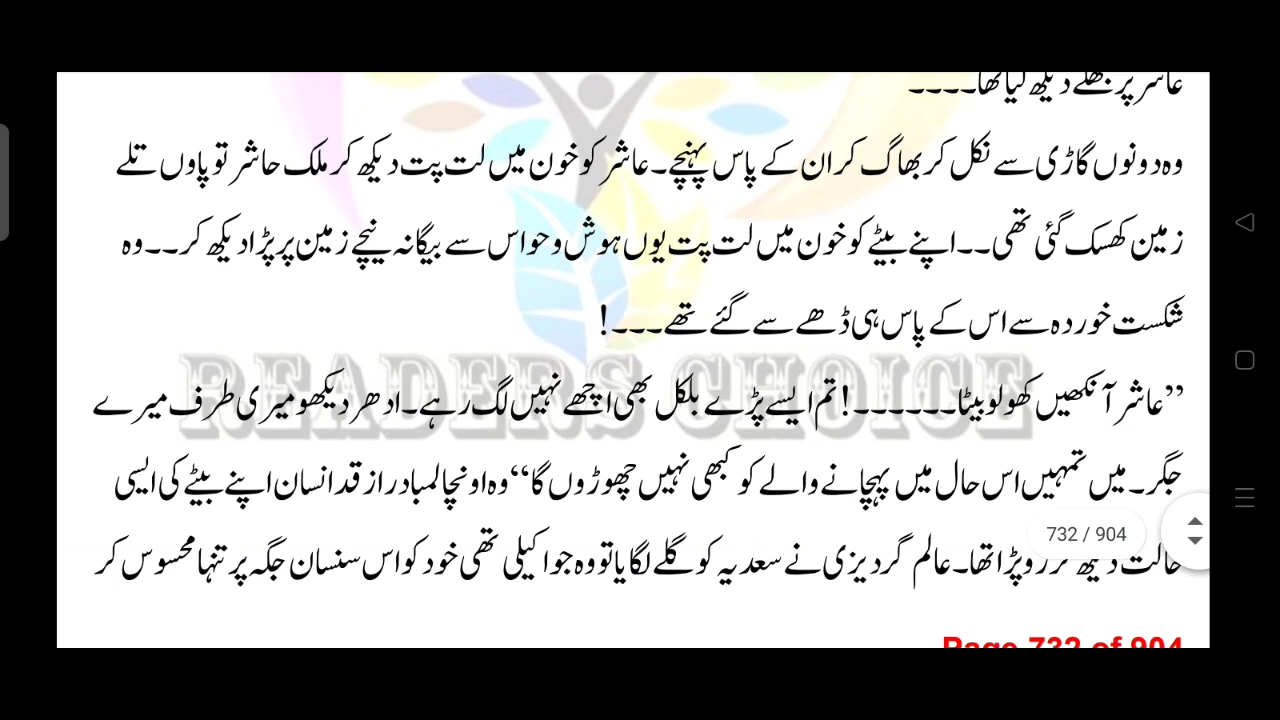 عاشر پر جھکے دیکھ لیا تھا۔۔۔۔
وہ دونوں گاڑی سے نکل کر بھاگ کر ان کے پاس پہنچے۔ عاشر کو خون میں لت پت دیکھ کر ملک حاشر تو پاوں تلے
زمین کھسک گئی تھی۔۔ اپنے بیٹے کو خون میں لت پت یوں ہوش و حواس سے بیگانہ نیچے زمین پر پڑا دیکھ کر۔۔ وہ
شکست خوردہ سے اس کے پاس ہی ڈھے سے گئے تھے۔۔۔!
READERS CHOICE
”عاشر آنکھیں کھولو بیٹا۔۔۔۔۔۔! تم ایسے پڑے بلکل بھی اچھے نہیں لگ رہے۔ ادھر دیکھو میری طرف میرے
جگر۔ میں تمہیں اس حال میں پہچانے والے کو کبھی نہیں چھوڑوں گا“ وہ اونچا لمبا دراز قد انسان اپنے بیٹے کی ایسی
732 / 904
حالت دیکھ کر رو پڑا تھا۔ عالم گردیزی نے سعدیہ کو گلے لگایا تو وہ جو اکیلی تھی خود کو اس سنسان جگہ پر تنہا محسوس کر
Page 732 of 904